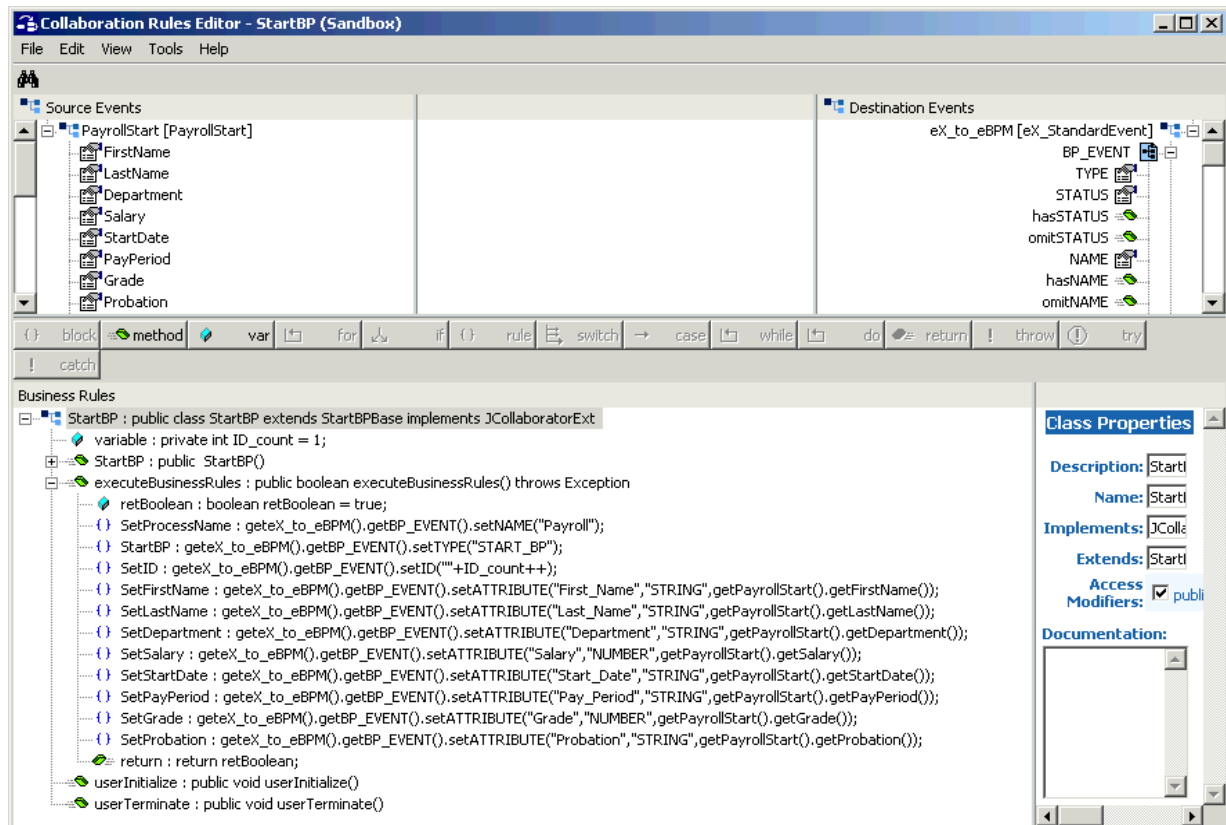 Collaboration Rules Editor - StartBP (Sandbox)
File Edit View Tools Help
Source Events
PayrollStart [PayrollStart]
FirstName
LastName
Department
Salary
StartDate
PayPeriod
Grade
Probation
Destination Events
eX_to_eBPM [eX_StandardEvent]
BP_EVENT
TYPE
STATUS
hasSTATUS
omitSTATUS
NAME
hasNAME
omitNAME
{} block method var for if {} rule switch case while do return ! throw try
! catch
Business Rules
StartBP : public class StartBP extends StartBPBase implements JCollaboratorExt
variable : private int ID_count = 1;
StartBP : public StartBP()
executeBusinessRules : public boolean executeBusinessRules() throws Exception
retBoolean : boolean retBoolean = true;
{} SetProcessName : geteX_to_eBPM().getBP_EVENT().setNAME("Payroll");
{} StartBP : geteX_to_eBPM().getBP_EVENT().setTYPE("START_BP");
{} SetID : geteX_to_eBPM().getBP_EVENT().setID(""+ID_count++);
{} SetFirstName : geteX_to_eBPM().getBP_EVENT().setATTRIBUTE("First_Name","STRING",getPayrollStart().getFirstName());
{} SetLastName : geteX_to_eBPM().getBP_EVENT().setATTRIBUTE("Last_Name","STRING",getPayrollStart().getLastName());
{} SetDepartment : geteX_to_eBPM().getBP_EVENT().setATTRIBUTE("Department","STRING",getPayrollStart().getDepartment());
{} SetSalary : geteX_to_eBPM().getBP_EVENT().setATTRIBUTE("Salary","NUMBER",getPayrollStart().getSalary());
{} SetStartDate : geteX_to_eBPM().getBP_EVENT().setATTRIBUTE("Start_Date","STRING",getPayrollStart().getStartDate());
{} SetPayPeriod : geteX_to_eBPM().getBP_EVENT().setATTRIBUTE("Pay_Period","STRING",getPayrollStart().getPayPeriod());
{} SetGrade : geteX_to_eBPM().getBP_EVENT().setATTRIBUTE("Grade","NUMBER",getPayrollStart().getGrade());
{} SetProbation : geteX_to_eBPM().getBP_EVENT().setATTRIBUTE("Probation","STRING",getPayrollStart().getProbation());
return : return retBoolean;
userInitialize : public void userInitialize()
userTerminate : public void userTerminate()
Class Properties
Description: Start
Name: Start
Implements: JColla
Extends: Start
Access
Modifiers: publi
Documentation: